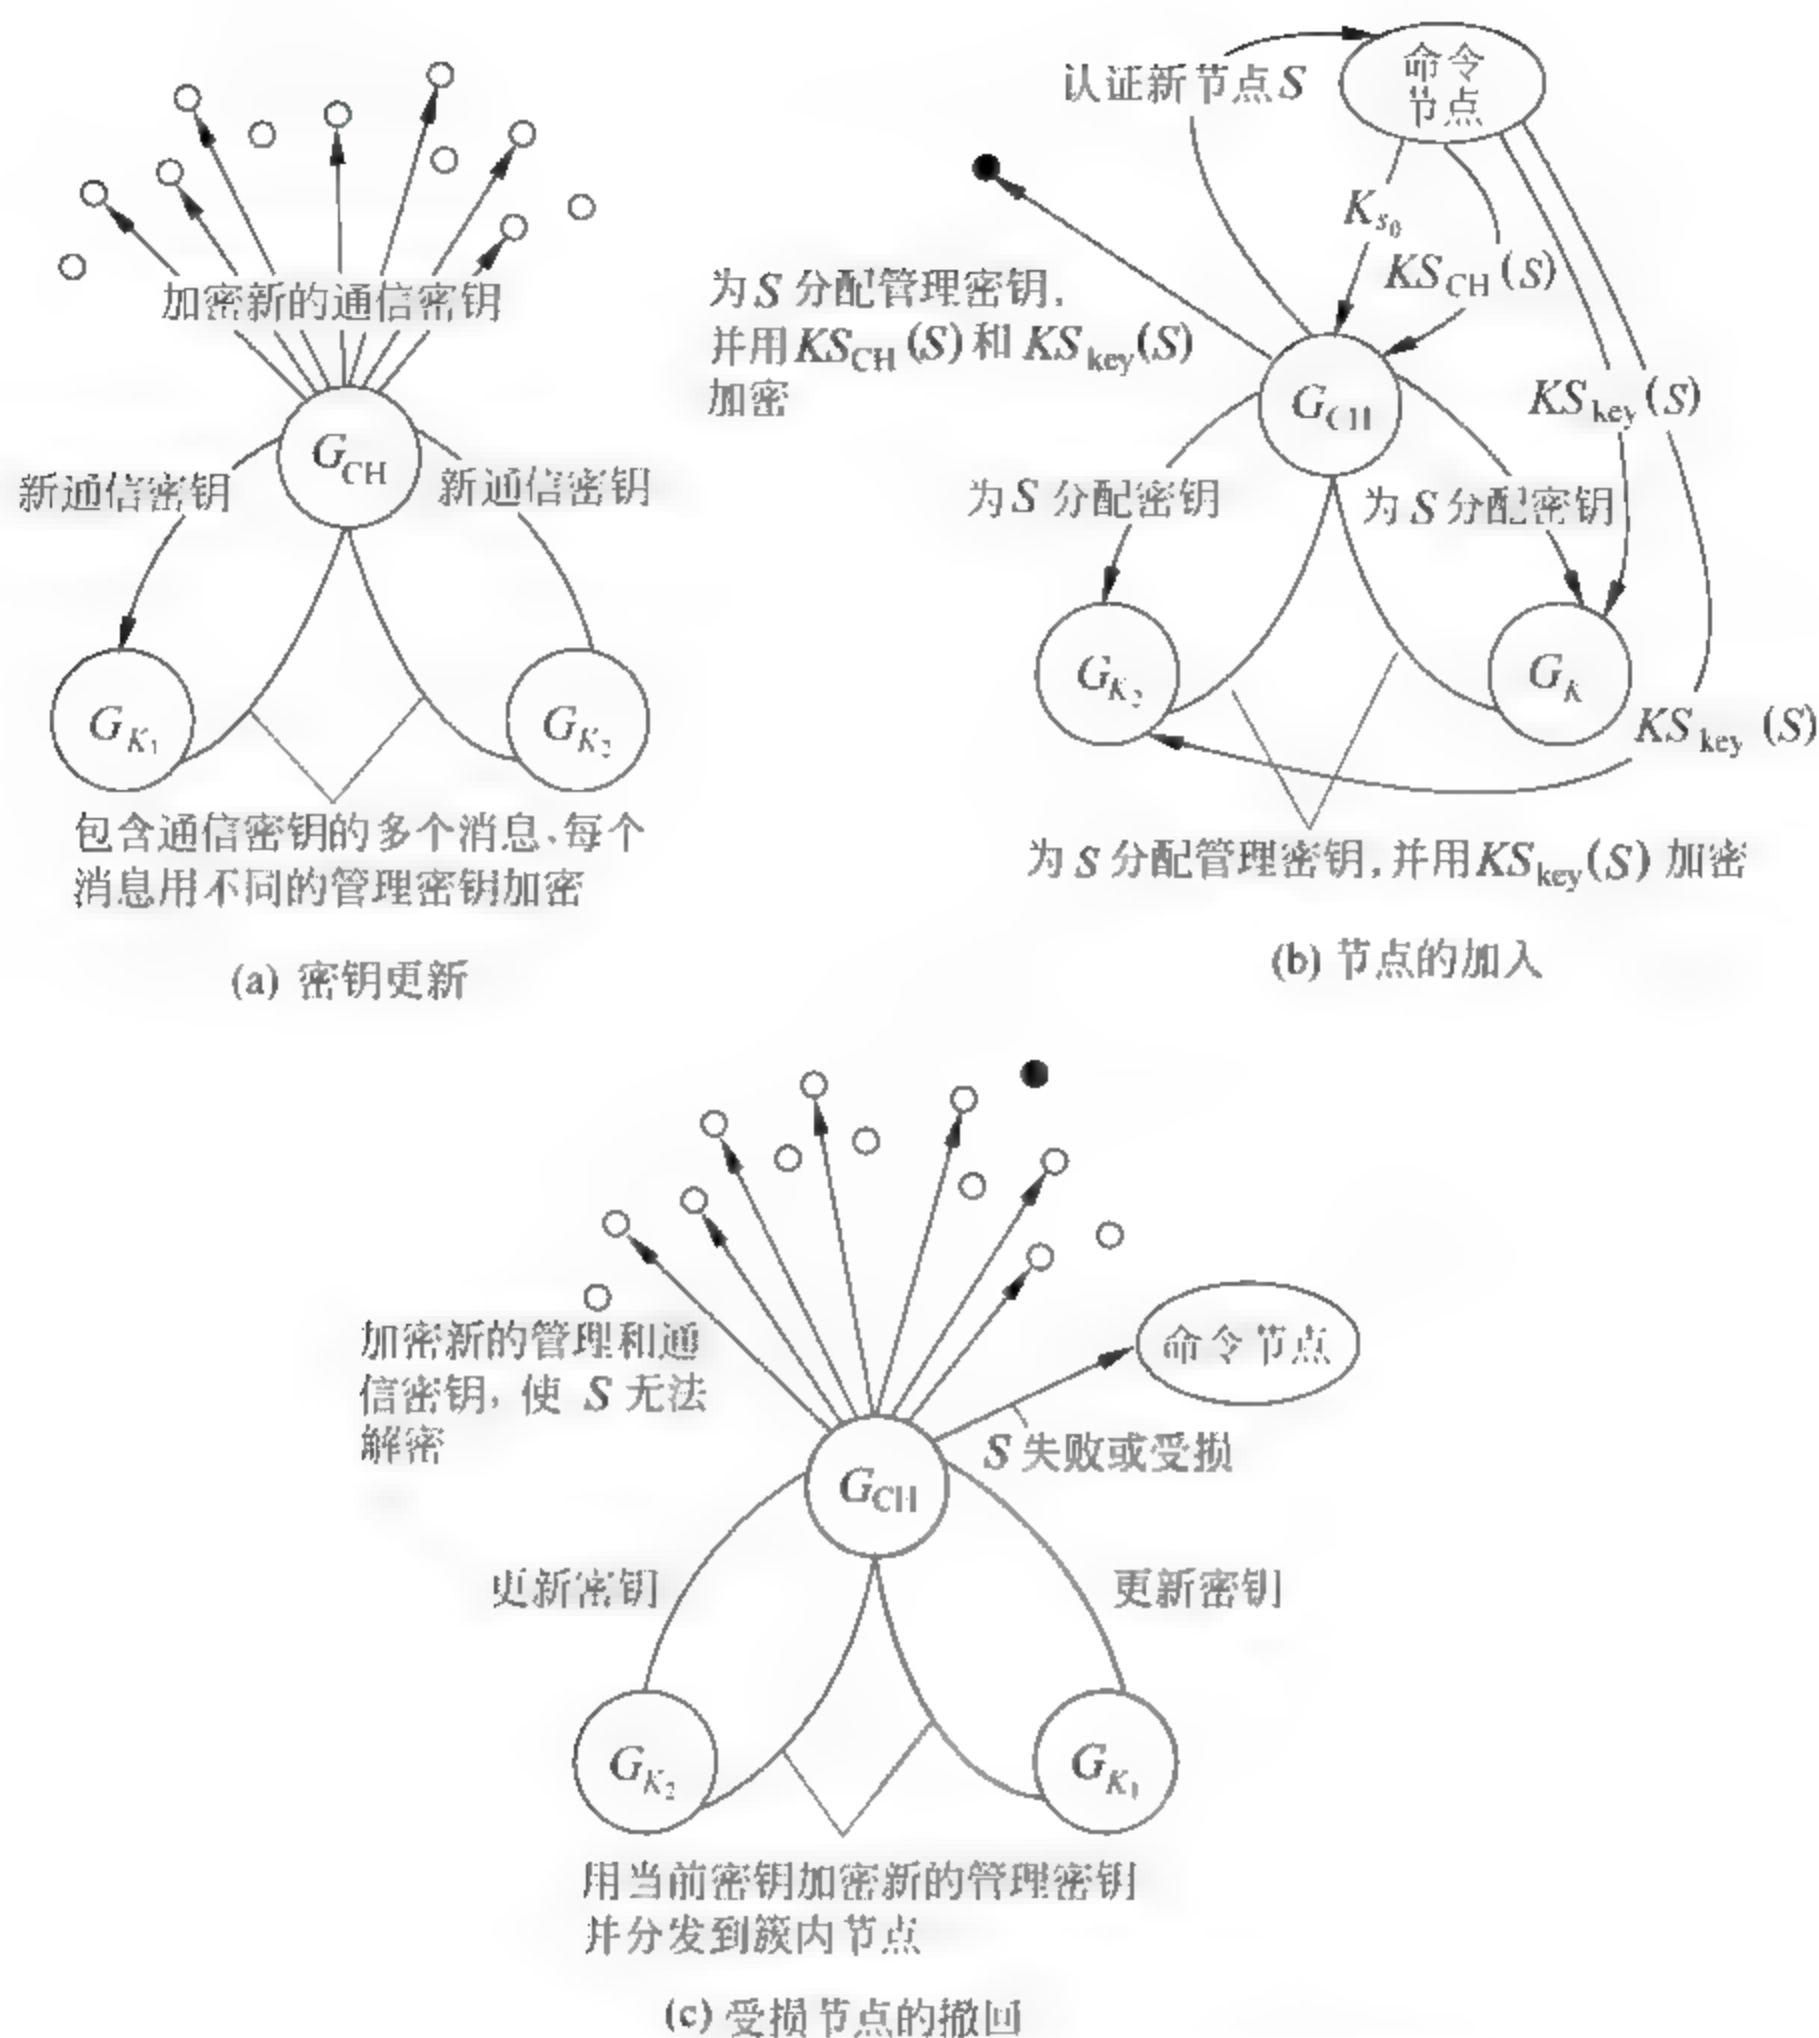 加密新的通信密钥
G_CH
新通信密钥
新通信密钥
G_K₁
G_K₂
包含通信密钥的多个消息,每个
消息用不同的管理密钥加密
(a) 密钥更新
命令
节点
认证新节点S
K_s₀
KS_CH(S)
为S分配管理密钥,
并用KS_CH(S)和KS_key(S)
加密
G_CH
KS_key(S)
为S分配密钥
为S分配密钥
G_K₂
G_K
KS_key(S)
为S分配管理密钥,并用KS_key(S)加密
(b) 节点的加入
加密新的管理和通
信密钥, 使 S 无法
解密
命令节点
S失败或受损
G_CH
更新密钥
更新密钥
G_K₂
G_K₁
用当前密钥加密新的管理密钥
并分发到簇内节点
(c) 受损节点的撤回